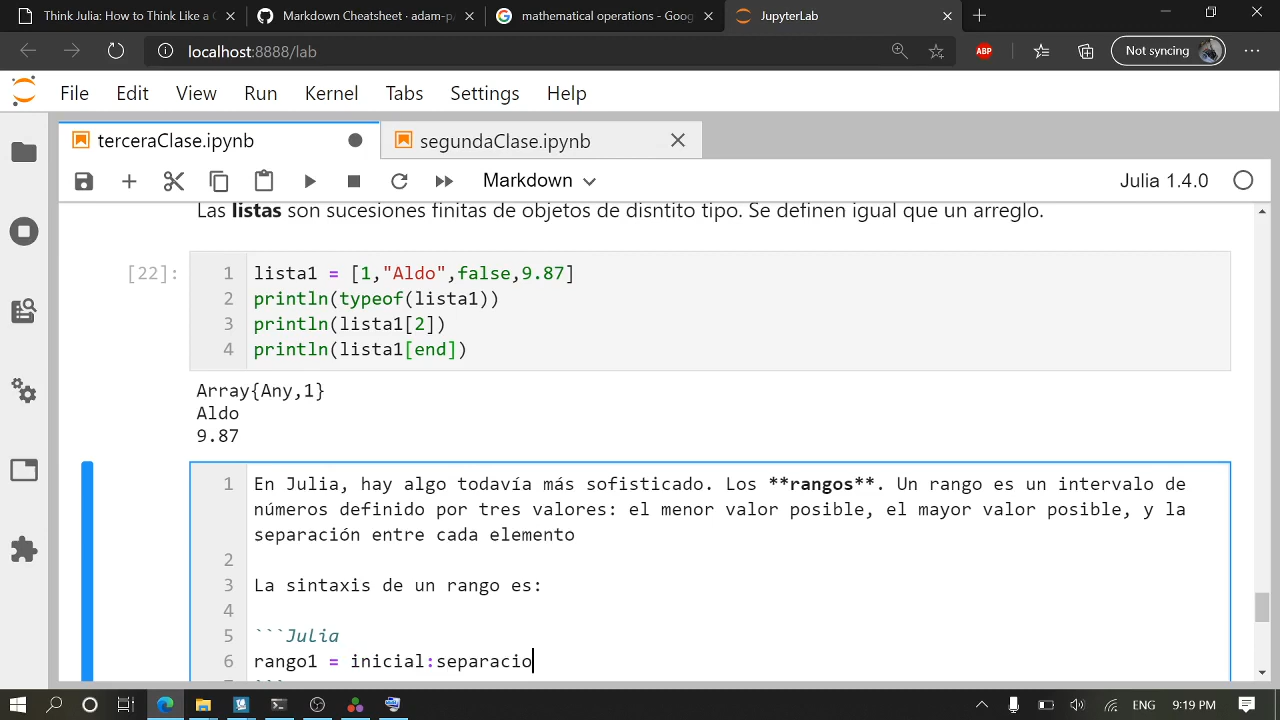 Think Julia: How to Think Like a C
Markdown Cheatsheet · adam-p/
mathematical operations - Goog
JupyterLab
localhost:8888/lab
ABP
Not syncing
File Edit View Run Kernel Tabs Settings Help
terceraClase.ipynb
segundaClase.ipynb
Markdown
Julia 1.4.0
Las listas son sucesiones finitas de objetos de disntito tipo. Se definen igual que un arreglo.
[22]:
1 lista1 = [1,"Aldo",false,9.87]
2 println(typeof(lista1))
3 println(lista1[2])
4 println(lista1[end])
Array{Any,1}
Aldo
9.87
1 En Julia, hay algo todavía más sofisticado. Los **rangos**. Un rango es un intervalo de
números definido por tres valores: el menor valor posible, el mayor valor posible, y la
separación entre cada elemento
2
3 La sintaxis de un rango es:
4
5 ```Julia
6 rango1 = inicial:separacio
ENG 9:19 PM